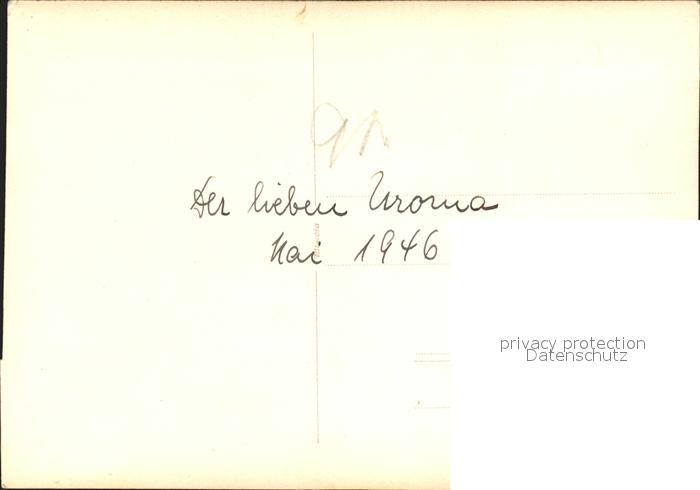 Der lieben Uroma
Mai 1946
privacy protection
Datenschutz